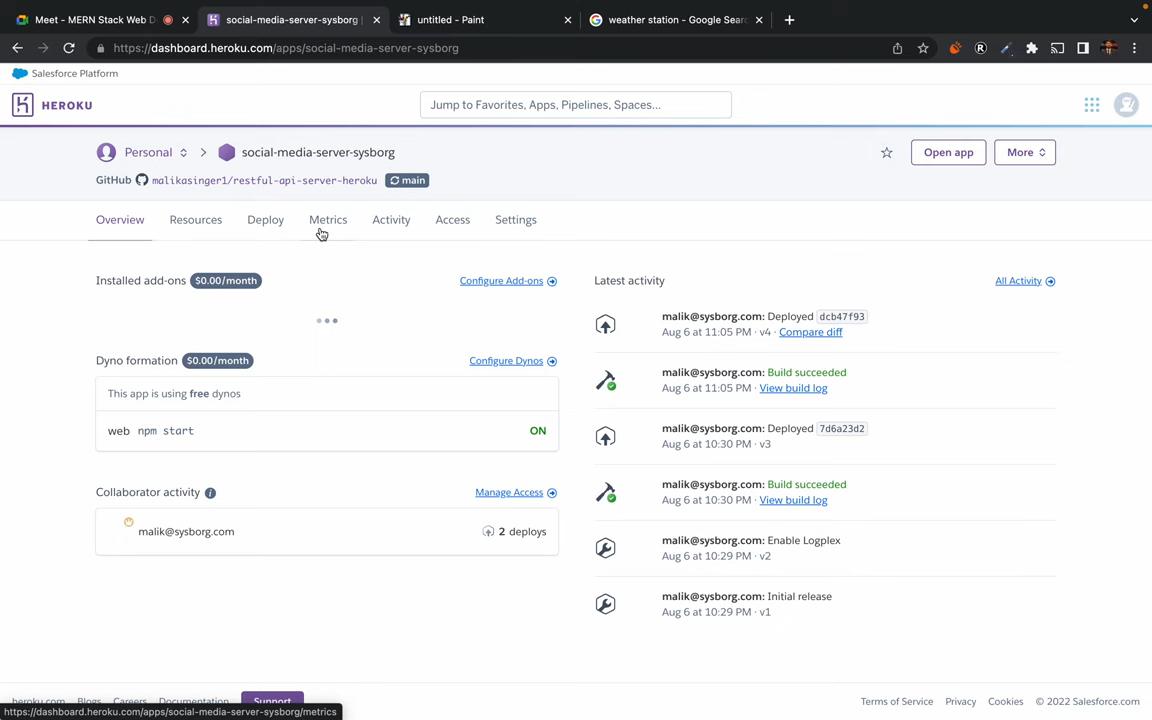 Meet - MERN Stack Web D
social-media-server-sysborg |
untitled - Paint
weather station - Google Sear
https://dashboard.heroku.com/apps/social-media-server-sysborg
Salesforce Platform
HEROKU
Jump to Favorites, Apps, Pipelines, Spaces...
Personal
social-media-server-sysborg
Open app
More
GitHub malikasinger1/restful-api-server-heroku main
Overview Resources Deploy Metrics Activity Access Settings
Installed add-ons $0.00/month
Configure Add-ons
Dyno formation $0.00/month
Configure Dynos
This app is using free dynos
web npm start ON
Collaborator activity
Manage Access
malik@sysborg.com 2 deploys
Latest activity
All Activity
malik@sysborg.com: Deployed dcb47f93
Aug 6 at 11:05 PM · v4 · Compare diff
malik@sysborg.com: Build succeeded
Aug 6 at 11:05 PM · View build log
malik@sysborg.com: Deployed 7d6a23d2
Aug 6 at 10:30 PM · v3
malik@sysborg.com: Build succeeded
Aug 6 at 10:30 PM · View build log
malik@sysborg.com: Enable Logplex
Aug 6 at 10:29 PM · v2
malik@sysborg.com: Initial release
Aug 6 at 10:29 PM · v1
heroku.com Blogs Careers Documentation Support
Terms of Service Privacy Cookies © 2022 Salesforce.com
https://dashboard.heroku.com/apps/social-media-server-sysborg/metrics